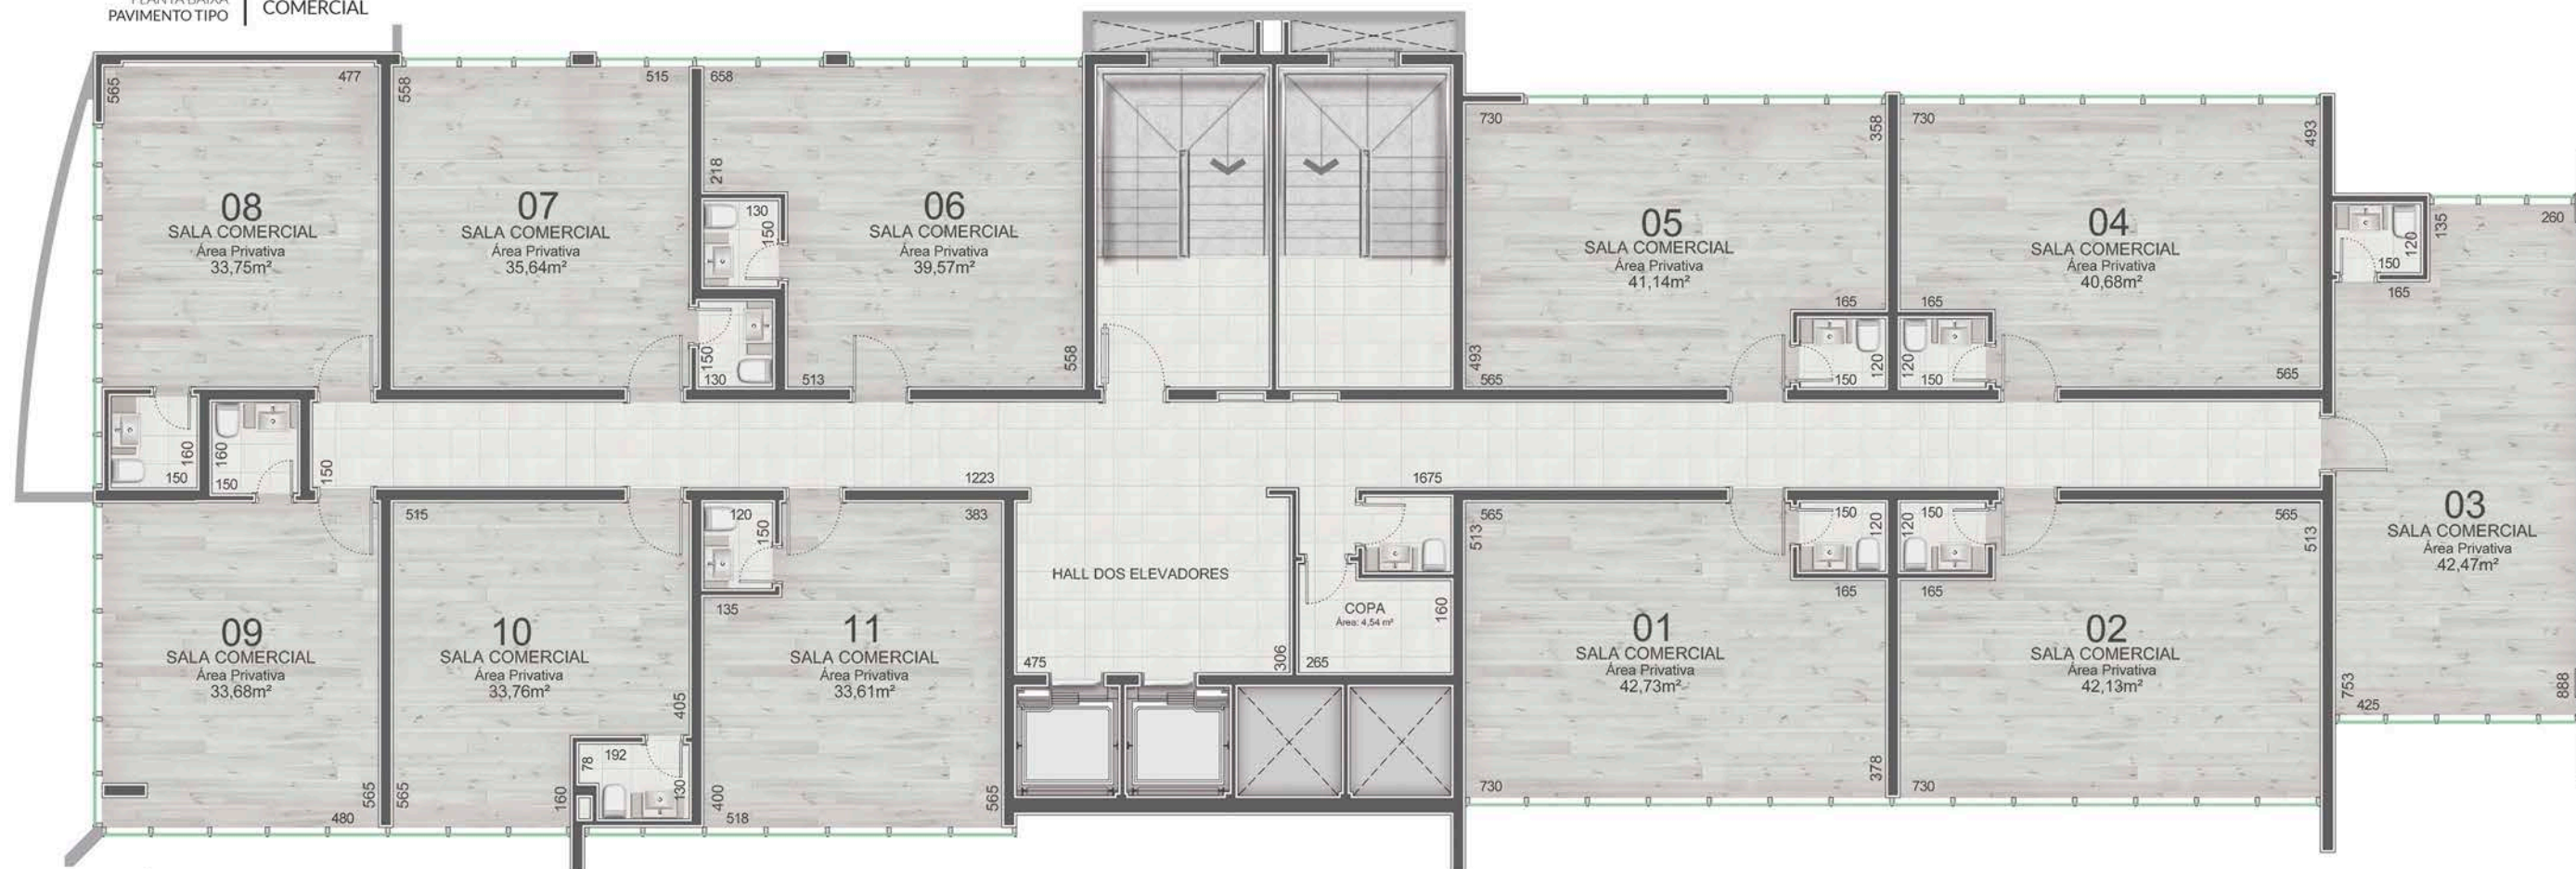 PLANTA BAIXA
PAVIMENTO TIPO
COMERCIAL
565
477
08
SALA COMERCIAL
Área Privativa
33,75m²
558
515
07
SALA COMERCIAL
Área Privativa
35,64m²
658
218
130
150
06
SALA COMERCIAL
Área Privativa
39,57m²
150
130
513
558
730
358
05
SALA COMERCIAL
Área Privativa
41,14m²
165
493
565
150
120
730
493
04
SALA COMERCIAL
Área Privativa
40,68m²
165
120
150
565
135
260
120
150
165
03
SALA COMERCIAL
Área Privativa
42,47m²
753
425
888
160
150
160
150
150
1223
1675
09
SALA COMERCIAL
Área Privativa
33,68m²
565
480
515
10
SALA COMERCIAL
Área Privativa
33,76m²
405
565
192
78
160
130
120
150
383
135
11
SALA COMERCIAL
Área Privativa
33,61m²
400
518
565
HALL DOS ELEVADORES
475
306
COPA
Área: 4,54 m²
160
265
565
513
150
120
165
01
SALA COMERCIAL
Área Privativa
42,73m²
730
378
120
150
565
513
165
02
SALA COMERCIAL
Área Privativa
42,13m²
730